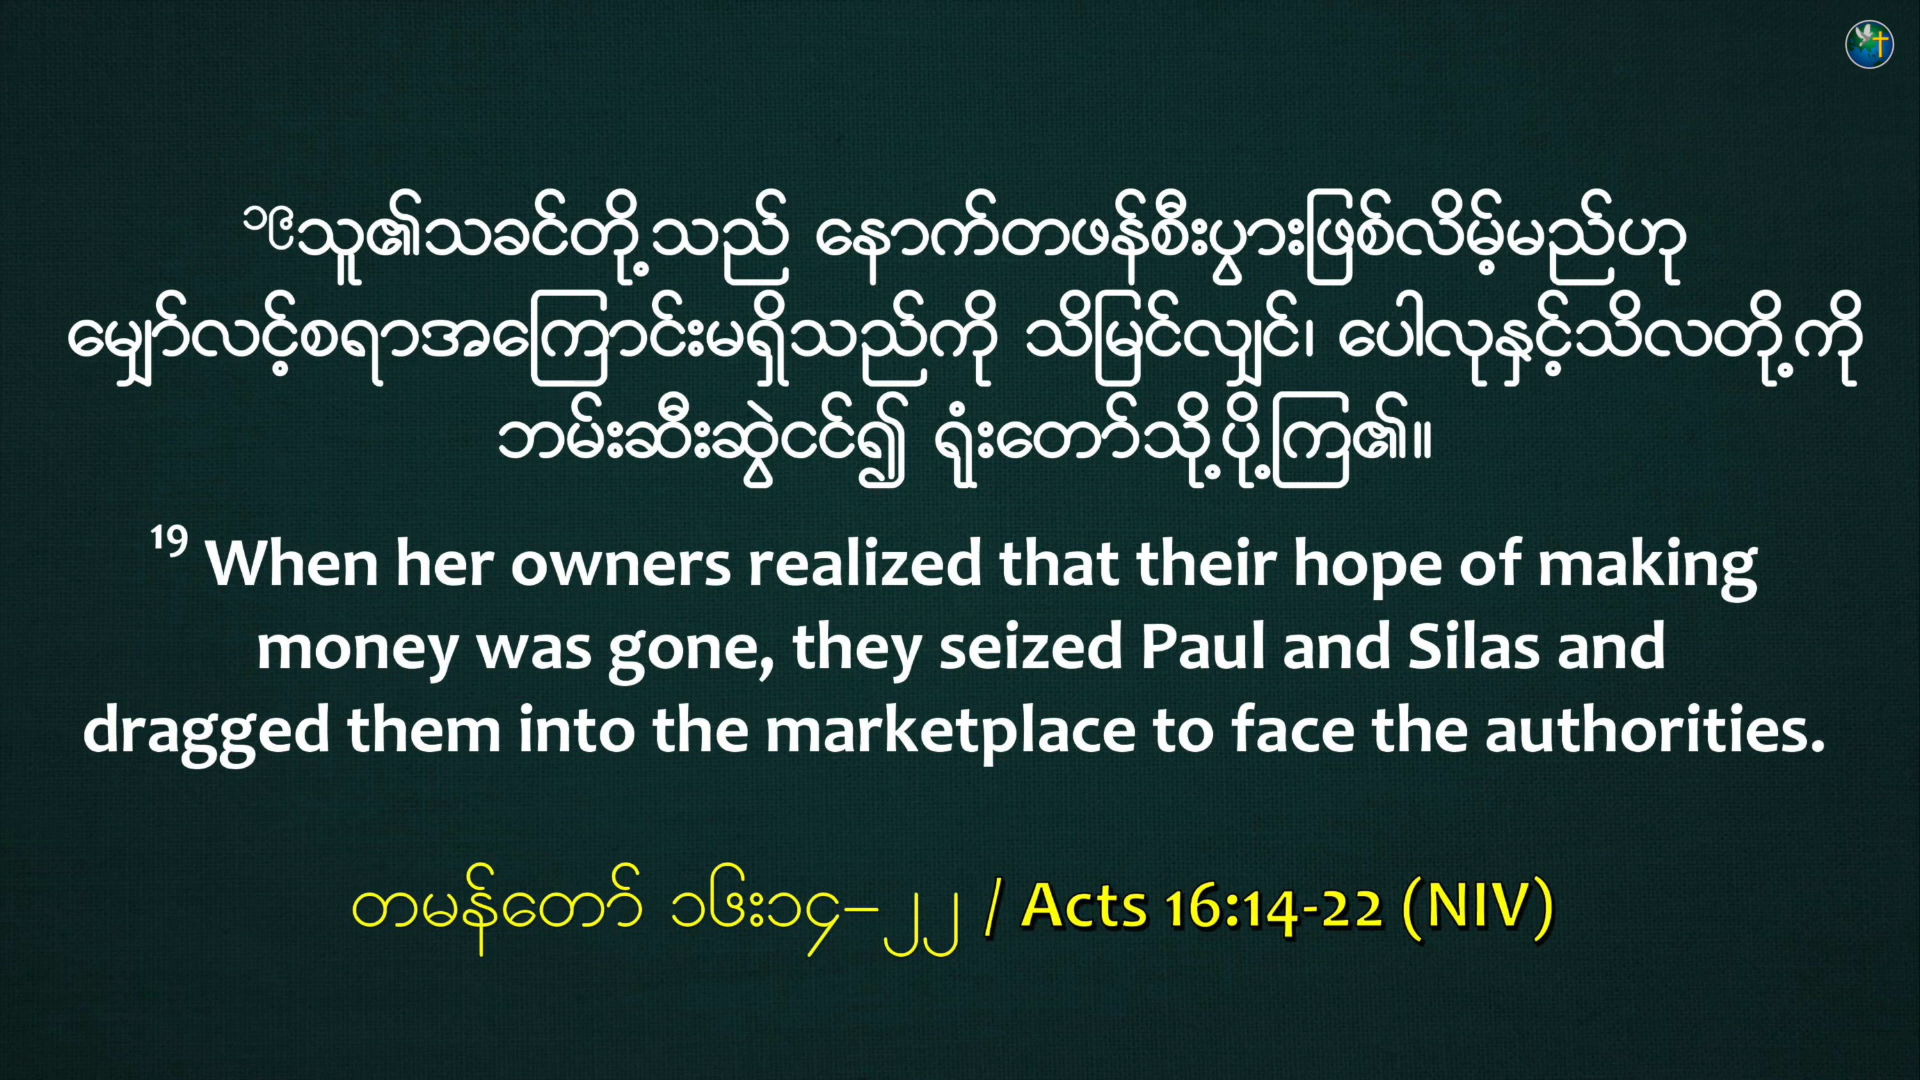 ၁၉သူ၏သခင်တို့သည် နောက်တဖန်စီးပွားဖြစ်လိမ့်မည်ဟု
မျှော်လင့်စရာအကြောင်းမရှိသည်ကို သိမြင်လျှင်၊ ပေါလုနှင့်သိလတို့ကို
ဘမ်းဆီးဆွဲငင်၍ ရုံးတော်သို့ပို့ကြ၏။
19 When her owners realized that their hope of making
money was gone, they seized Paul and Silas and
dragged them into the marketplace to face the authorities.
တမန်တော် ၁၆း၁၄–၂၂ / Acts 16:14-22 (NIV)